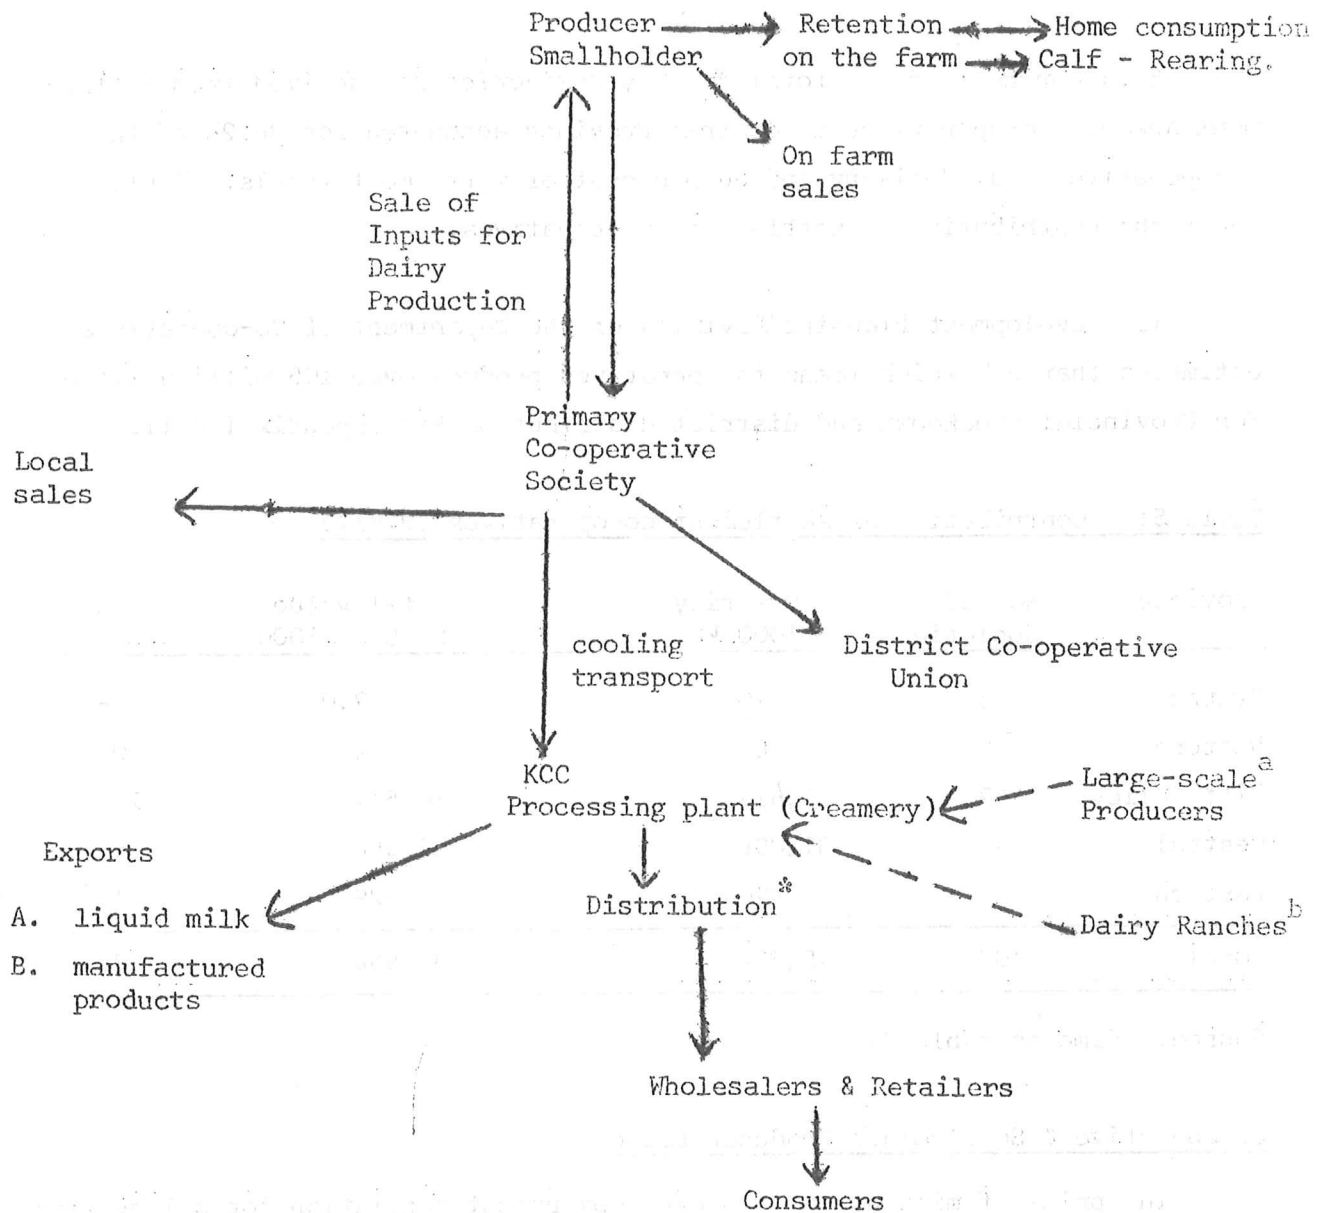 Producer Retention Home consumption
Smallholder on the farm Calf - Rearing.
On farm
sales
Sale of
Inputs for
Dairy
Production
Primary
Co-operative
Society
Local
sales
cooling
transport
District Co-operative
Union
KCC
Processing plant (Creamery)
Large-scale a
Producers
Exports
A. liquid milk
B. manufactured
products
Distribution *
Dairy Ranches b
Wholesalers & Retailers
Consumers